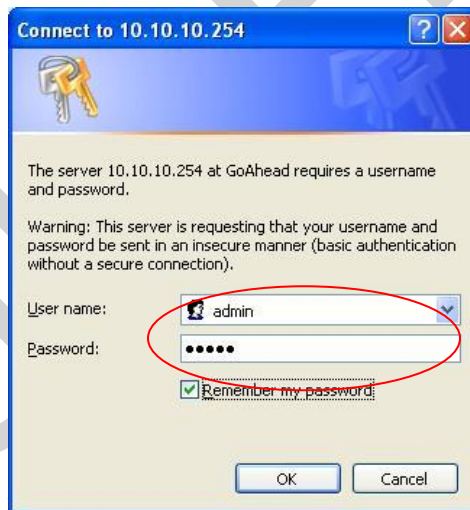 Connect to 10.10.10.254
The server 10.10.10.254 at GoAhead requires a username
and password.
Warning: This server is requesting that your username and
password be sent in an insecure manner (basic authentication
without a secure connection).
User name:
admin
Password:
•••••
Remember my password
OK
Cancel